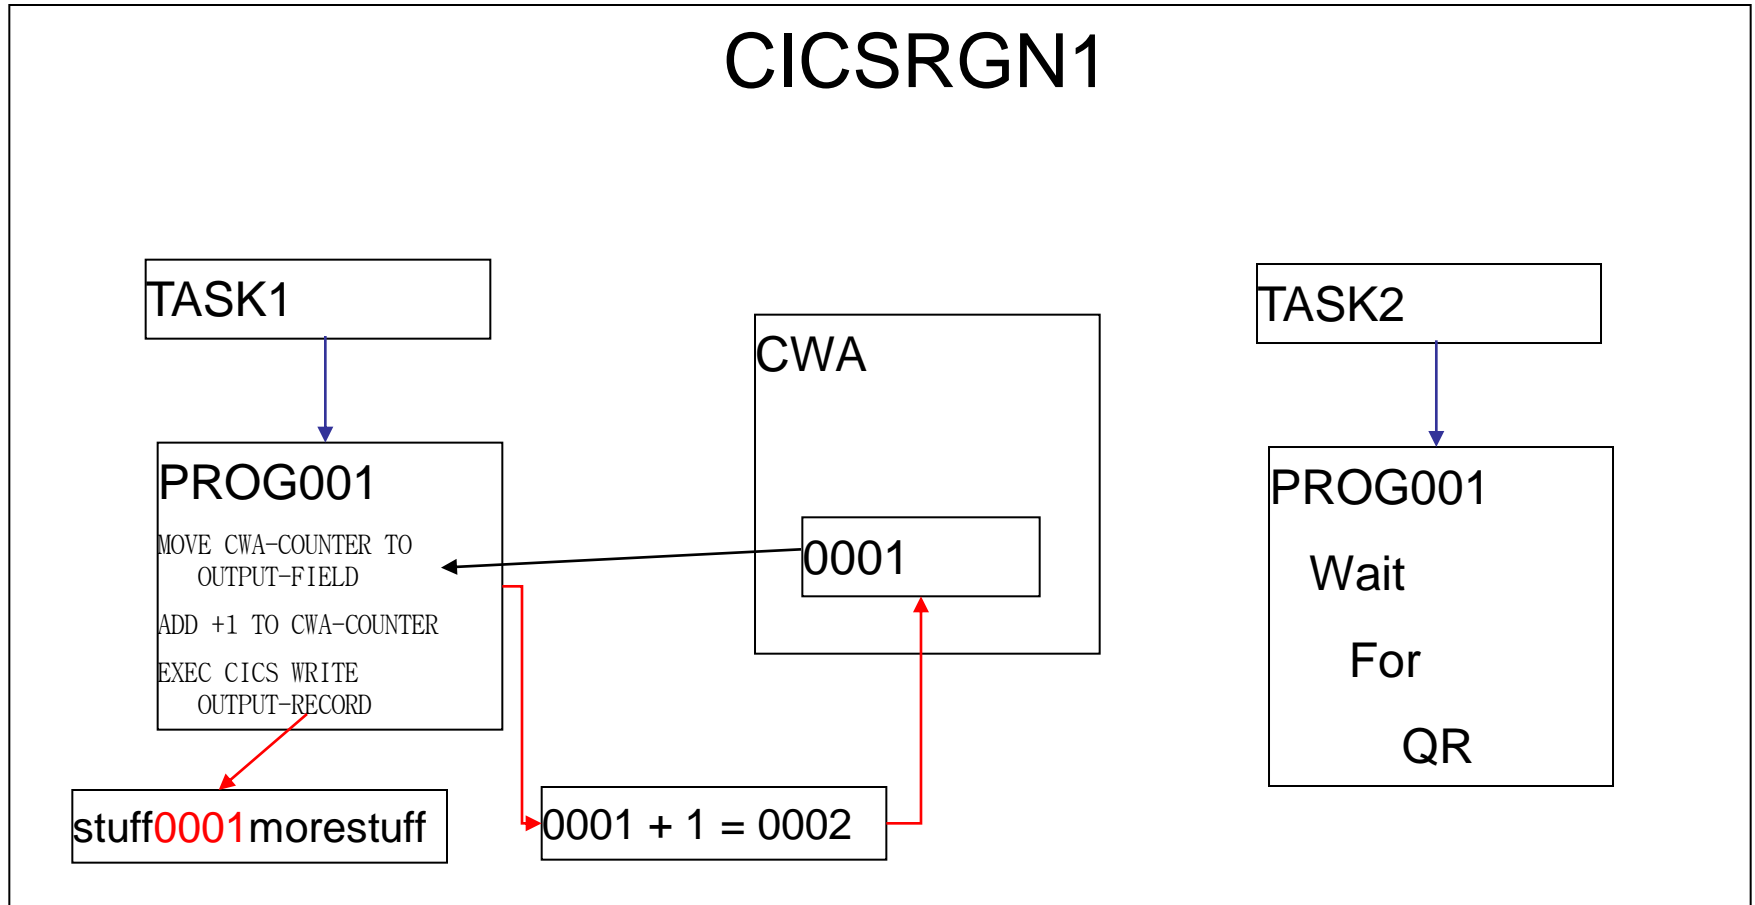 CICSRGN1
TASK1
PROG001
MOVE CWA-COUNTER TO
OUTPUT-FIELD
ADD +1 TO CWA-COUNTER
EXEC CICS WRITE
OUTPUT-RECORD
stuff0001morestuff
CWA
0001
0001 + 1 = 0002
TASK2
PROG001
Wait
For
QR